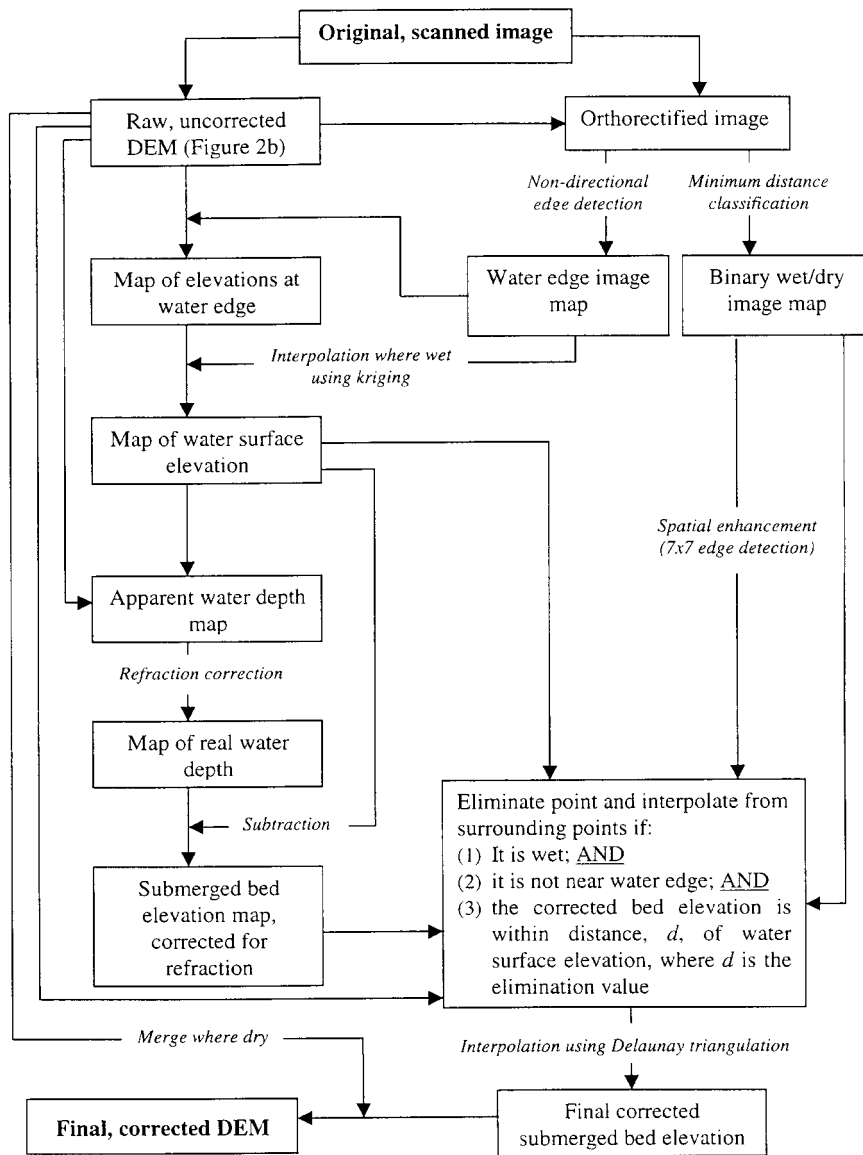 Original, scanned image
Raw, uncorrected
DEM (Figure 2b)
Orthorectified image
Non-directional
edge detection
Minimum distance
classification
Map of elevations at
water edge
Water edge image
map
Binary wet/dry
image map
Interpolation where wet
using kriging
Map of water surface
elevation
Spatial enhancement
(7x7 edge detection)
Apparent water depth
map
Refraction correction
Map of real water
depth
Subtraction
Submerged bed
elevation map,
corrected for
refraction
Eliminate point and interpolate from
surrounding points if:
(1) It is wet; AND
(2) it is not near water edge; AND
(3) the corrected bed elevation is
within distance, d, of water
surface elevation, where d is the
elimination value
Merge where dry
Interpolation using Delaunay triangulation
Final, corrected DEM
Final corrected
submerged bed elevation